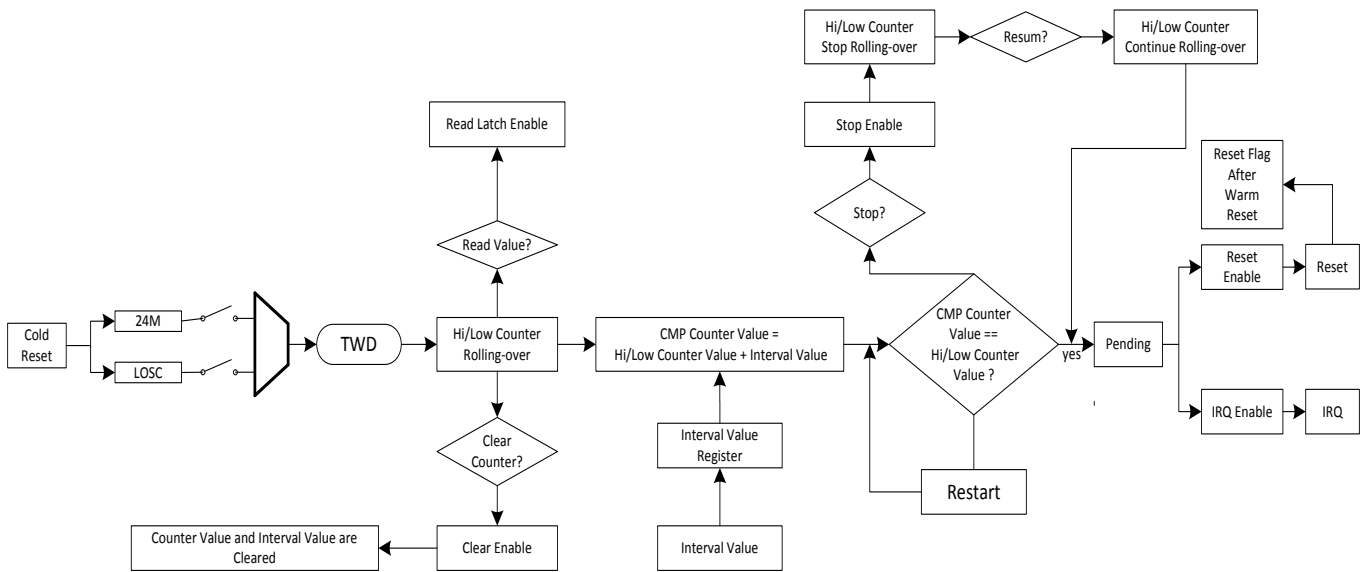 Hi/Low Counter
Stop Rolling-over
Resum?
Hi/Low Counter
Continue Rolling-over
Read Latch Enable
Stop Enable
Reset Flag
After
Warm
Reset
Stop?
Read Value?
Reset
Enable
Reset
Cold
Reset
24M
LOSC
TWD
Hi/Low Counter
Rolling-over
CMP Counter Value =
Hi/Low Counter Value + Interval Value
CMP Counter
Value ==
Hi/Low Counter
Value ?
yes
Pending
IRQ Enable
IRQ
Clear
Counter?
Interval Value
Register
Restart
Counter Value and Interval Value are
Cleared
Clear Enable
Interval Value